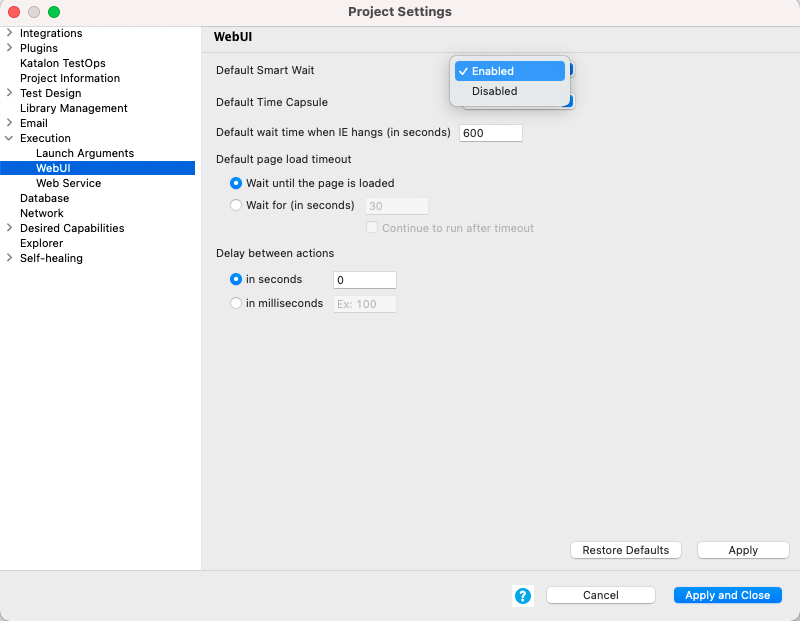 Project Settings
Integrations
Plugins
Katalon TestOps
Project Information
Test Design
Library Management
Email
Execution
Launch Arguments
WebUI
Web Service
Database
Network
Desired Capabilities
Explorer
Self-healing
WebUI
Default Smart Wait
Enabled
Disabled
Default Time Capsule
Default wait time when IE hangs (in seconds) 600
Default page load timeout
Wait until the page is loaded
Wait for (in seconds) 30
Continue to run after timeout
Delay between actions
in seconds 0
in milliseconds Ex: 100
Restore Defaults Apply
? Cancel Apply and Close